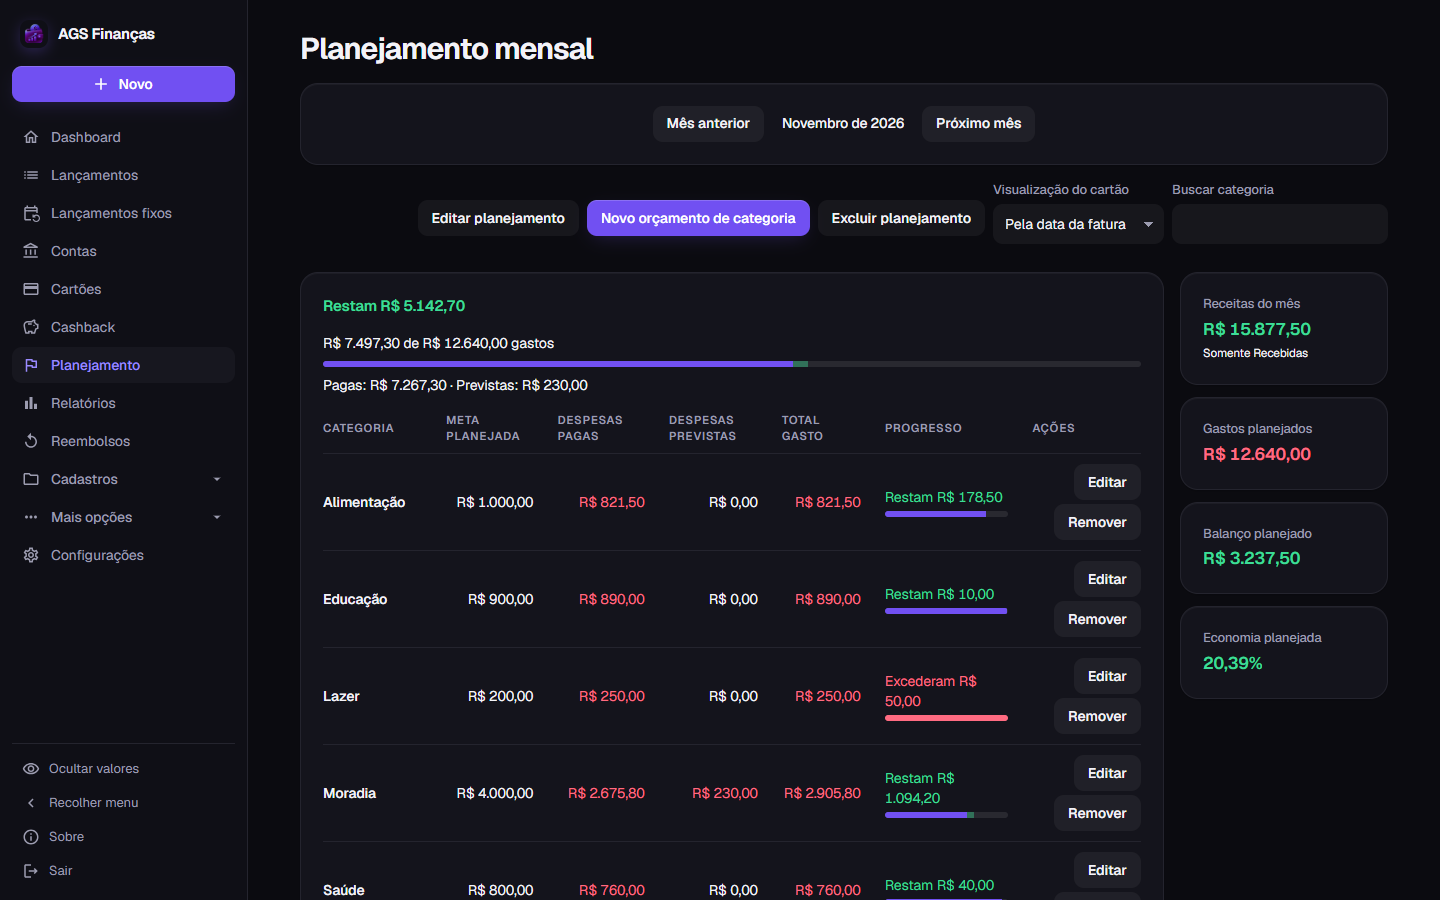 AGS Finanças
Novo
Dashboard
Lançamentos
Lançamentos fixos
Contas
Cartões
Cashback
Planejamento
Relatórios
Reembolsos
Cadastros
Mais opções
Configurações
Ocultar valores
Recolher menu
Sobre
Sair
Planejamento mensal
Mês anterior Novembro de 2026 Próximo mês
Visualização do cartão Buscar categoria
Editar planejamento Novo orçamento de categoria Excluir planejamento Pela data da fatura
Restam R$ 5.142,70
R$ 7.497,30 de R$ 12.640,00 gastos
Pagas: R$ 7.267,30 · Previstas: R$ 230,00
CATEGORIA META PLANEJADA DESPESAS PAGAS DESPESAS PREVISTAS TOTAL GASTO PROGRESSO AÇÕES
Alimentação R$ 1.000,00 R$ 821,50 R$ 0,00 R$ 821,50 Restam R$ 178,50 Editar
Remover
Educação R$ 900,00 R$ 890,00 R$ 0,00 R$ 890,00 Restam R$ 10,00 Editar
Remover
Lazer R$ 200,00 R$ 250,00 R$ 0,00 R$ 250,00 Excederam R$ 50,00 Editar
Remover
Moradia R$ 4.000,00 R$ 2.675,80 R$ 230,00 R$ 2.905,80 Restam R$ 1.094,20 Editar
Remover
Saúde R$ 800,00 R$ 760,00 R$ 0,00 R$ 760,00 Restam R$ 40,00 Editar
Receitas do mês
R$ 15.877,50
Somente Recebidas
Gastos planejados
R$ 12.640,00
Balanço planejado
R$ 3.237,50
Economia planejada
20,39%